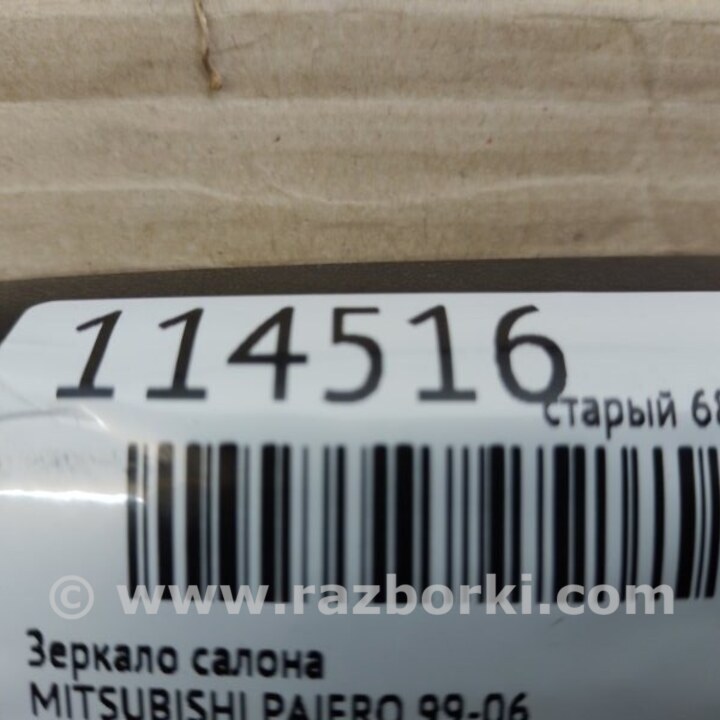 114516
старый 68
© www.razborki.com
Зеркало салона
MITSUBISHI PAJERO 99-06